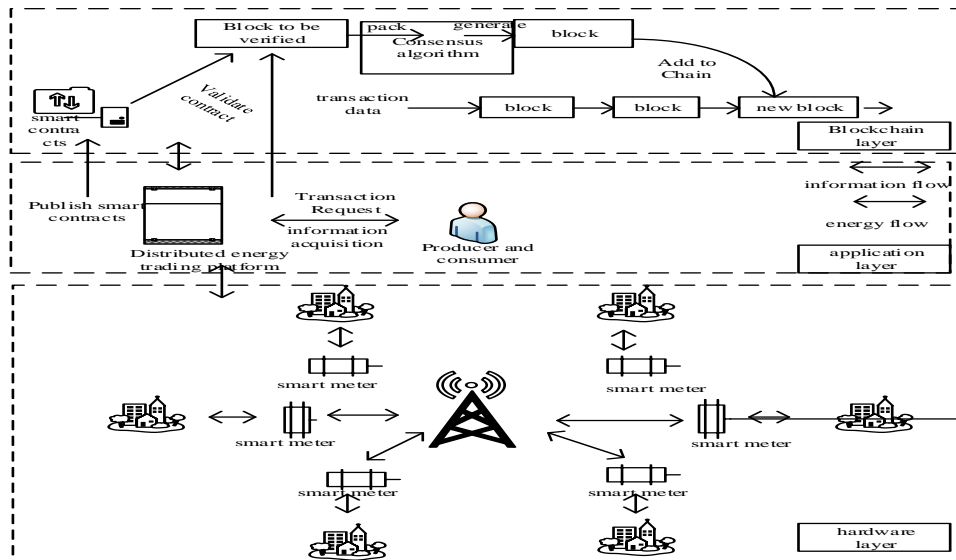 Block to be
verified
pack
generate
Consensus
algorithm
block
Add to
Chain
Validate
contract
smart
contra
cts
transaction
data
block
block
new block
Blockchain
layer
Publish smart
contracts
Transaction
Request
information
acquisition
Producer and
consumer
information flow
energy flow
Distributed energy
trading platform
application
layer
smart meter
smart meter
smart meter
smart meter
smart meter
smart meter
hardware
layer